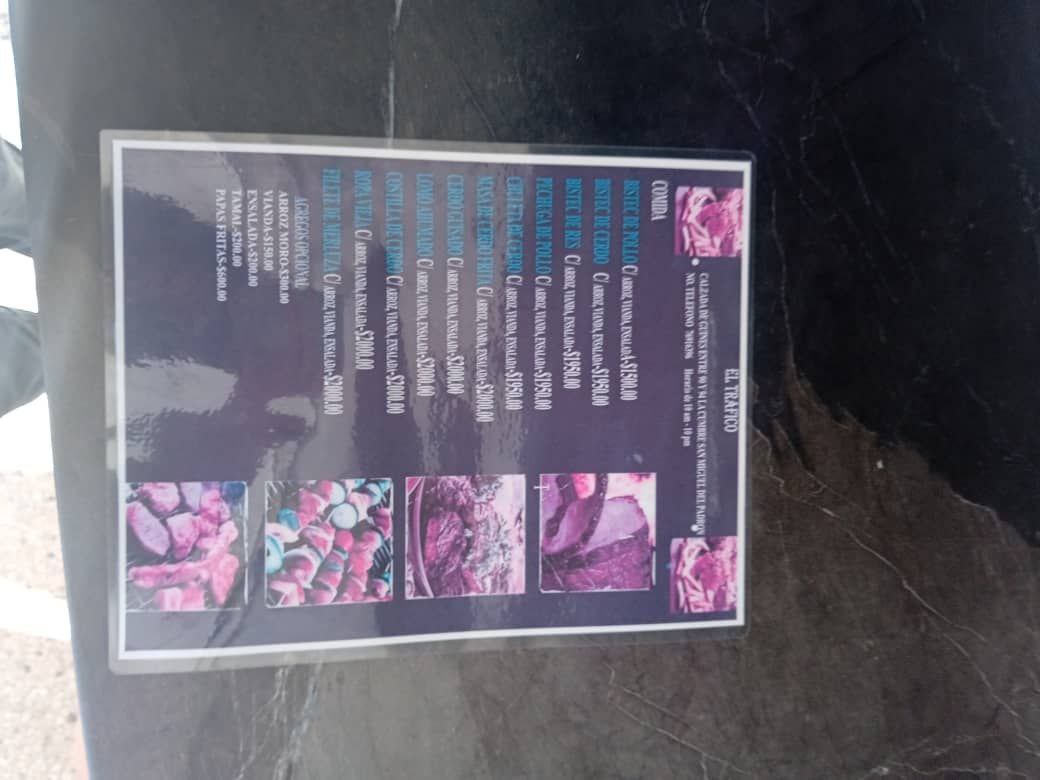 EL TRAFICO
CALZADA DE GUINES ENTRE 90 Y 94 LA CUMBRE SAN MIGUEL DEL PADRON
NO. TELEFONO 76916396 Horario de 10 am - 10 pm
COMIDA
BISTEC DE POLLO C/ ARROZ, VIANDA, ENSALADA-$1500.00
BISTEC DE CERDO C/ ARROZ, VIANDA, ENSALADA-$1950.00
BISTEC DE RES C/ ARROZ, VIANDA, ENSALADA-$1950.00
PECHUGA DE POLLO C/ ARROZ, VIANDA, ENSALADA-$1950.00
CHULETA DE CERDO C/ ARROZ, VIANDA, ENSALADA-$1950.00
MASA DE CERDO FRITA C/ ARROZ, VIANDA, ENSALADA-$2000.00
CERDO GUISADO C/ ARROZ, VIANDA, ENSALADA-$2000.00
LOMO AHUMADO C/ ARROZ, VIANDA, ENSALADA-$2000.00
COSTILLA DE CERDO C/ ARROZ, VIANDA, ENSALADA-$2000.00
ROPA VIEJA C/ ARROZ, VIANDA, ENSALADA-$2000.00
FILETE DE MERLUZA C/ ARROZ, VIANDA, ENSALADA-$2000.00
AGREGOS OPCIONAL
ARROZ MORO-$300.00
VIANDA-$150.00
ENSALADA-$200.00
TAMAL-$200.00
PAPAS FRITAS-$600.00